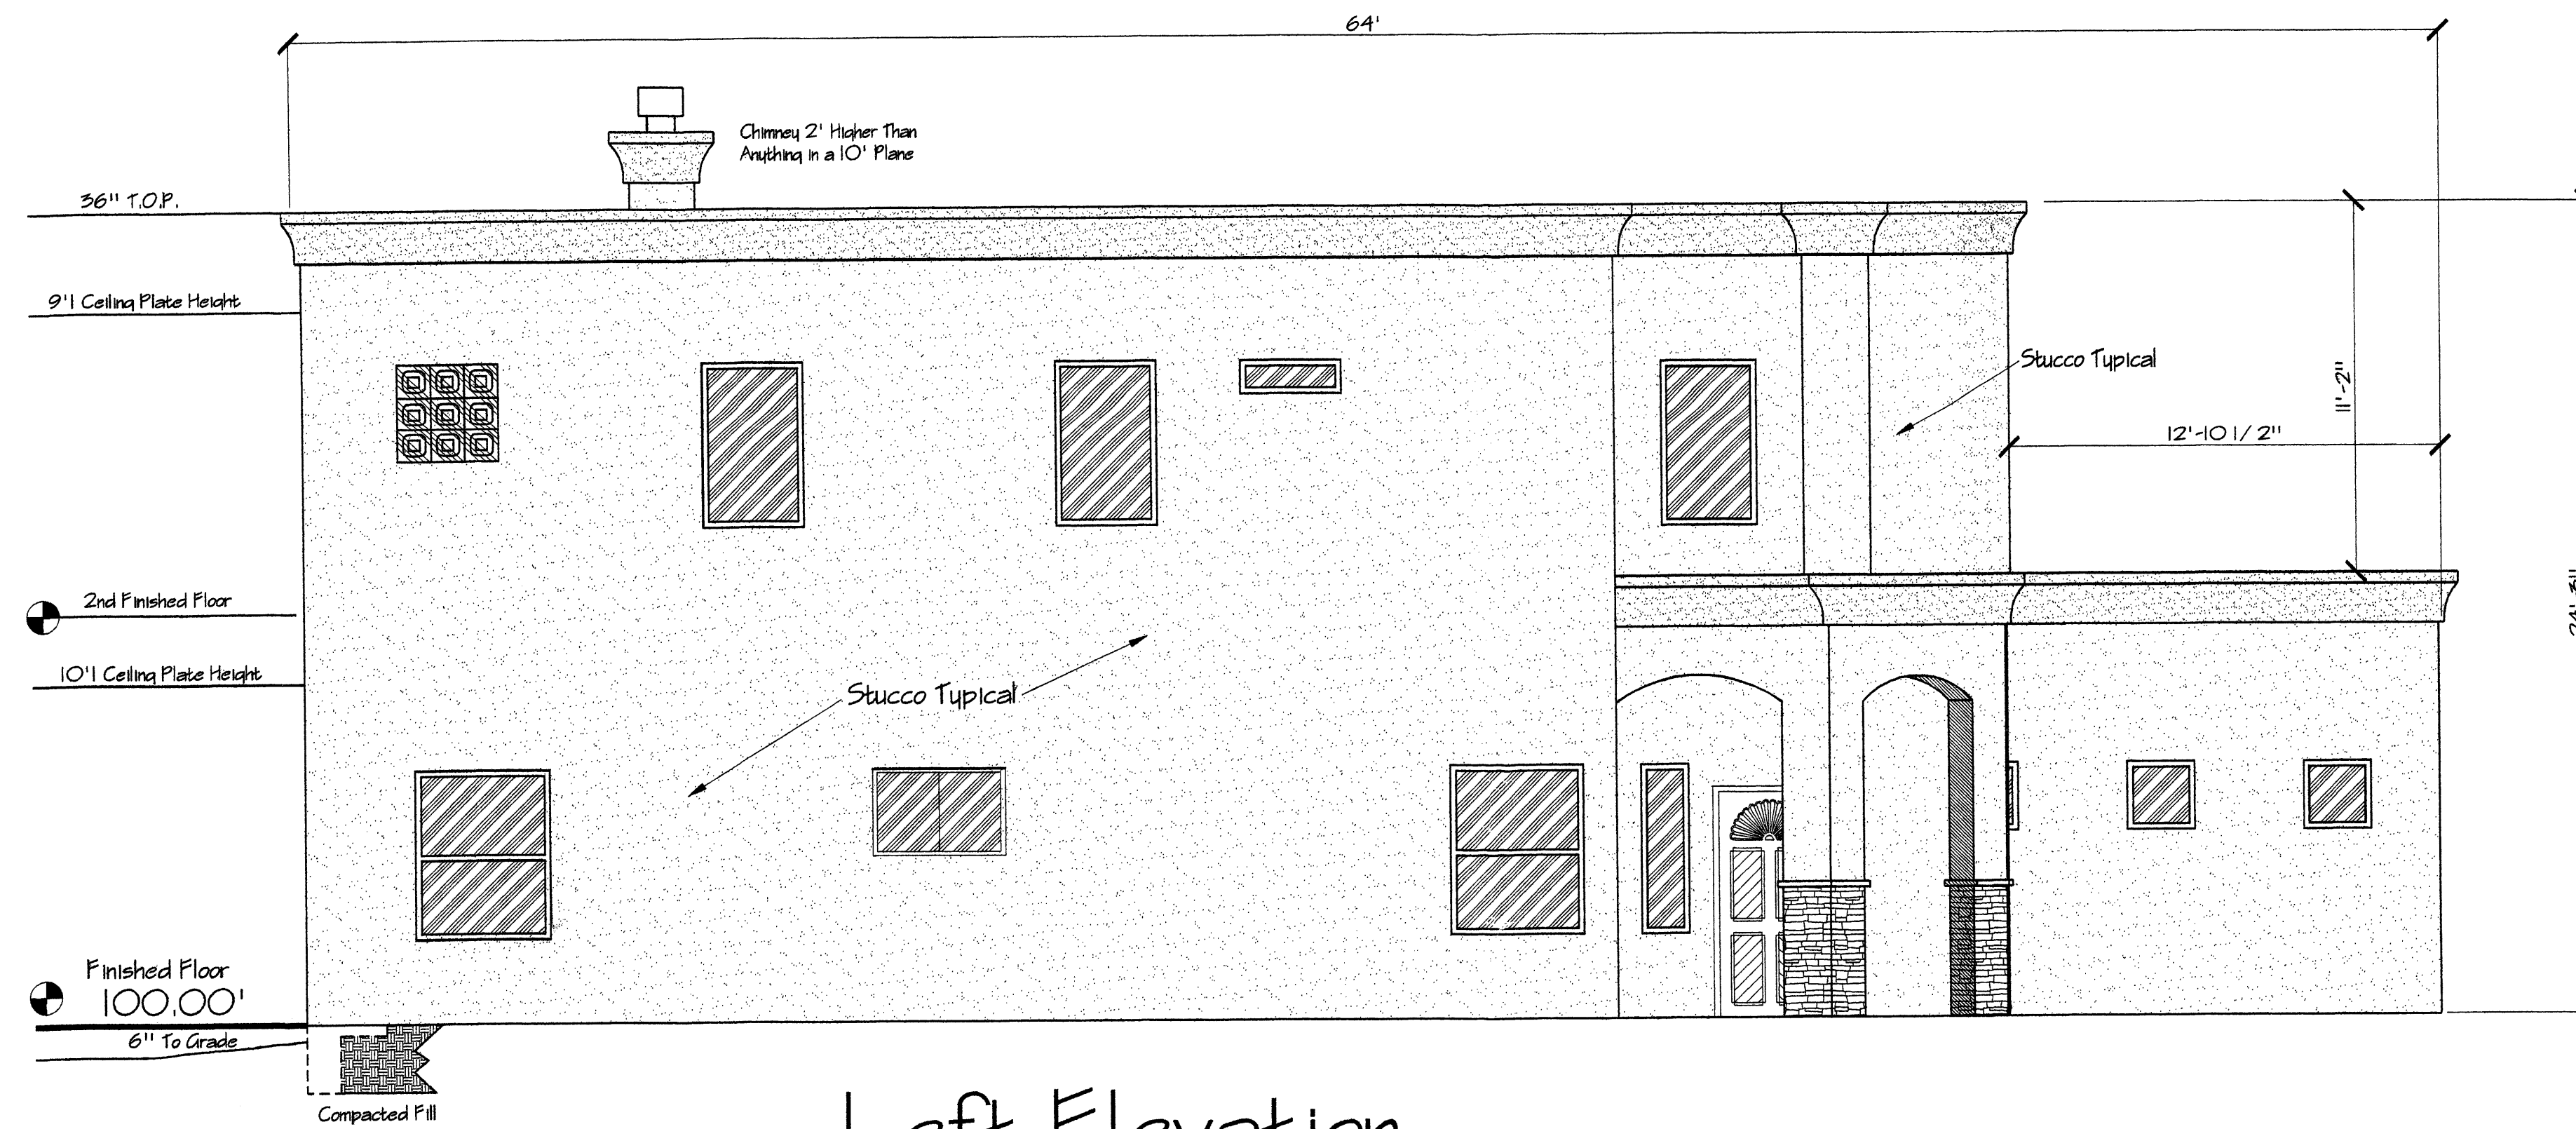 64'
Chimney 2' Higher Than
Anything in a 10' Plane
36" T.O.P.
9'1 Ceiling Plate Height
Stucco Typical
11'-2"
12'-10 1/2"
2nd Finished Floor
10'1 Ceiling Plate Height
Stucco Typical
Finished Floor
100.00'
6" To Grade
Compacted Fill
Left Elevation